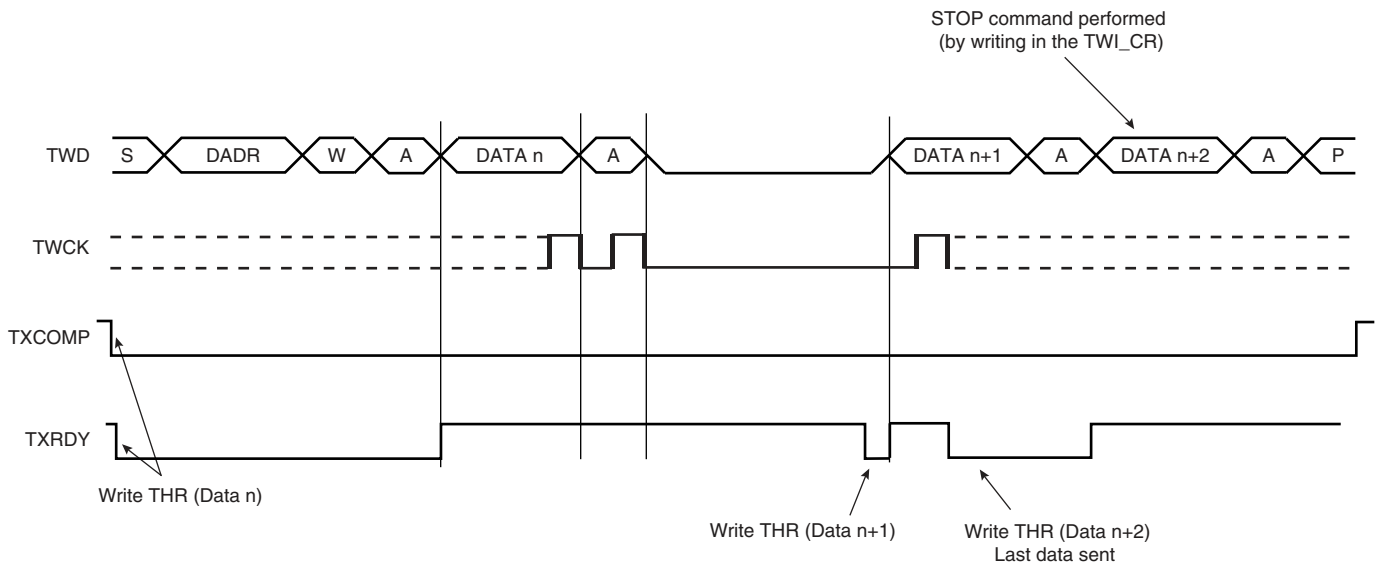 STOP command performed
(by writing in the TWI_CR)
TWD S DADR W A DATA n A DATA n+1 A DATA n+2 A P
TWCK
TXCOMP
TXRDY
Write THR (Data n)
Write THR (Data n+1)
Write THR (Data n+2)
Last data sent